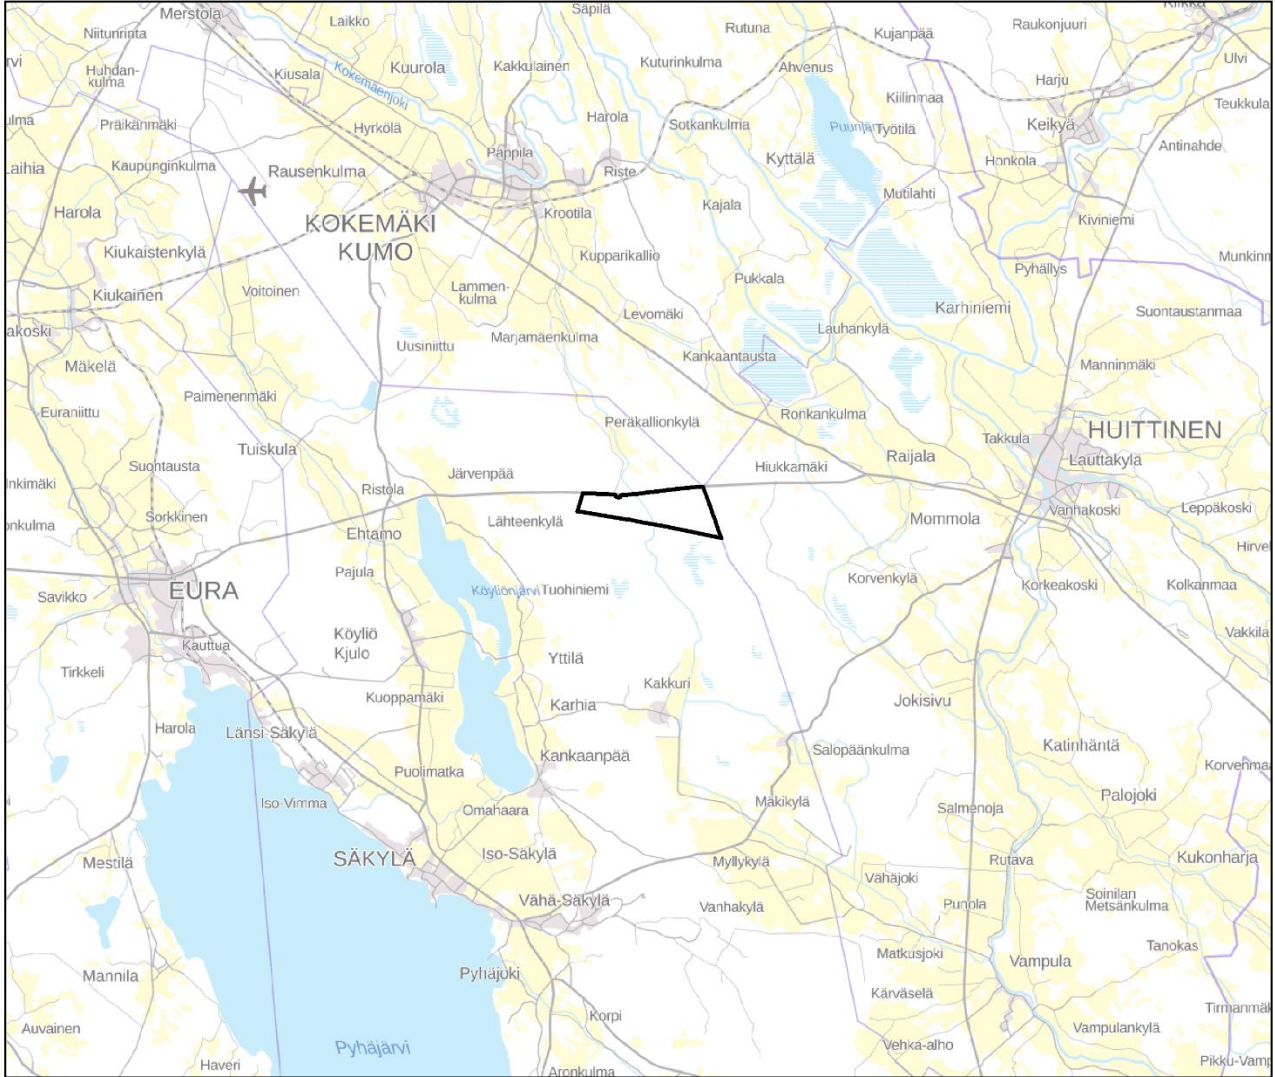 Merstola
Laikko
Säpilä
Rutuna
Kujanpää
Raukonjuuri
Niitunrinta
Kuurola
Kakkulainen
Kuturinkulma
Ahvenus
Ulvi
Huhdan-
kulma
Kiusala
Kokemäenjoki
Kiilinmaa
Harju
Teukkula
Präikänmäki
Hyrkölä
Harola
Sotkankulma
Työtilä
Keikyä
Antinahde
Kaupunginkulma
Rausenkulma
Päppila
Riste
Kyttälä
Honkola
Mutilahti
Harola
KOKEMÄKI
KUMO
Krootila
Kajala
Kiviniemi
Kiukaistenkylä
Kupparikallio
Pyhällys
Kiukainen
Voitoinen
Lammen-
kulma
Pukkala
Karhiniemi
Suontaustanmaa
Levomäki
Lauhankylä
Uusiniittu
Marjamäenkulma
Kankaantausta
Mäkelä
Manninmäki
Paimenenmäki
Euraniittu
Peräkallionkylä
Ronkankulma
HUITTINEN
Tuiskula
Takkula
Suontausta
Järvenpää
Hiukkamäki
Raijala
Lauttakylä
Ristola
Sorkkinen
Lähteenkylä
Mommola
Vanhakoski
Leppäkoski
Ehtamo
Pajula
Korvenkylä
Korkeakoski
Kolkanmaa
EURA
Köyliönjärvi
Tuohiniemi
Savikko
Köyliö
Kjulo
Vakkila
Kauttua
Yttilä
Tirkkeli
Kakkuri
Kuoppamäki
Karhia
Jokisivu
Harola
Länsi-Säkylä
Kankaanpää
Salopäänkulma
Katinhäntä
Puolimatka
Iso-Vimma
Omahaara
Mäkikylä
Salmenoja
Palojoki
Mestilä
SÄKYLÄ
Iso-Säkylä
Myllykylä
Rutava
Kukonharja
Vähäjoki
Vähä-Säkylä
Vanhakylä
Punola
Soinilan
Metsänkulma
Matkusjoki
Tanokas
Mannila
Pyhäjoki
Vampula
Kärväselä
Auvainen
Korpi
Vampulankylä
Pyhäjärvi
Vehka-alho
Haveri
Aronkulma